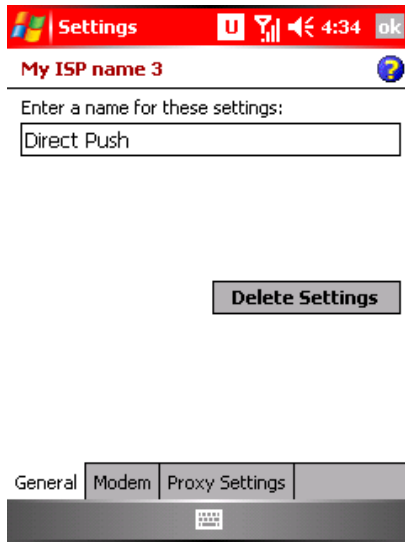 Settings U 4:34 ok
My ISP name 3 ?
Enter a name for these settings:
Direct Push
Delete Settings
General Modem Proxy Settings